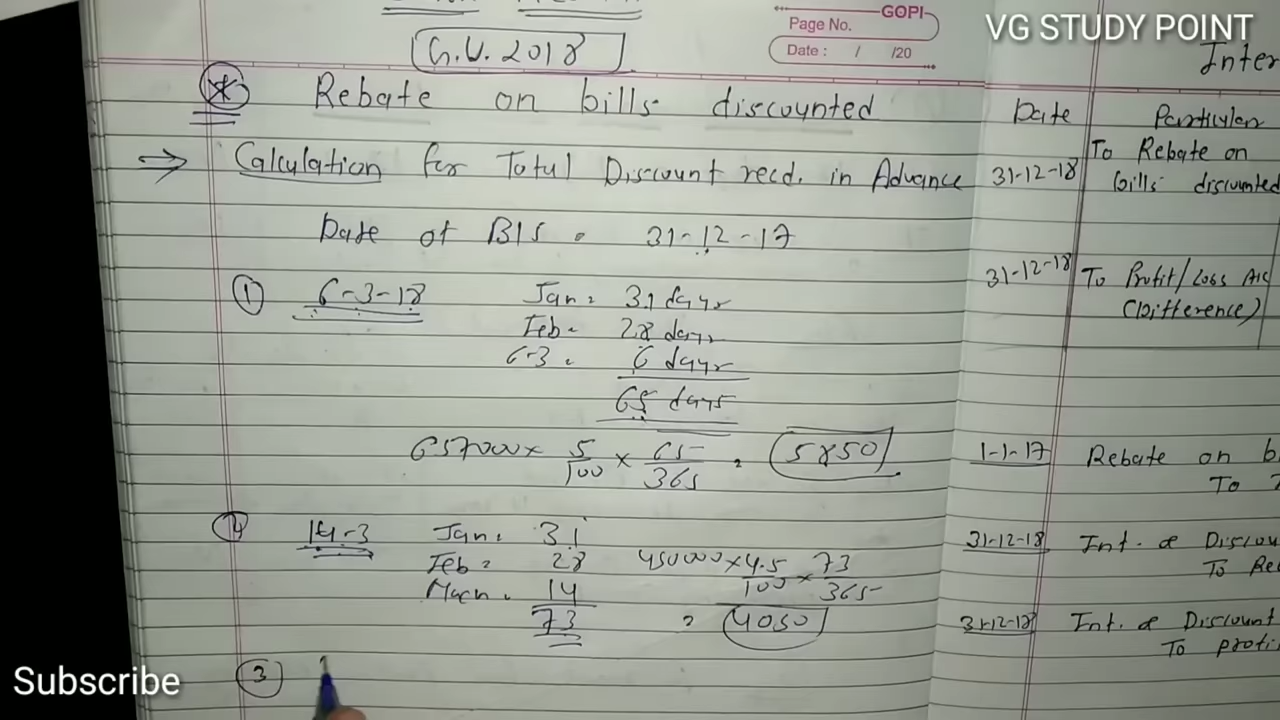 GOPI
Page No.
Date : / /20
VG STUDY POINT
G.U. 2018
* Rebate on bills discounted
→ Calculation for Total Discount recd. in Advance
Date of B/S = 31-12-17
① 6-3-18 Jan = 31 days
Feb = 28 days
6-3 = 6 days
65 days
657000 × 5/100 × 65/365 = 5850
14-3 Jan = 31
Feb = 28 450000 × 4.5/100 × 73/365
March = 14
73 = 4050
③
Inter
Date Particular
31-12-18 To Rebate on
bills discounted
31-12-18 To Profit/Loss A/c
(Difference)
1-1-17 Rebate on b
To
31-12-18 Int. & Discou
To Re
31-12-18 Int. & Discount
To profi
Subscribe